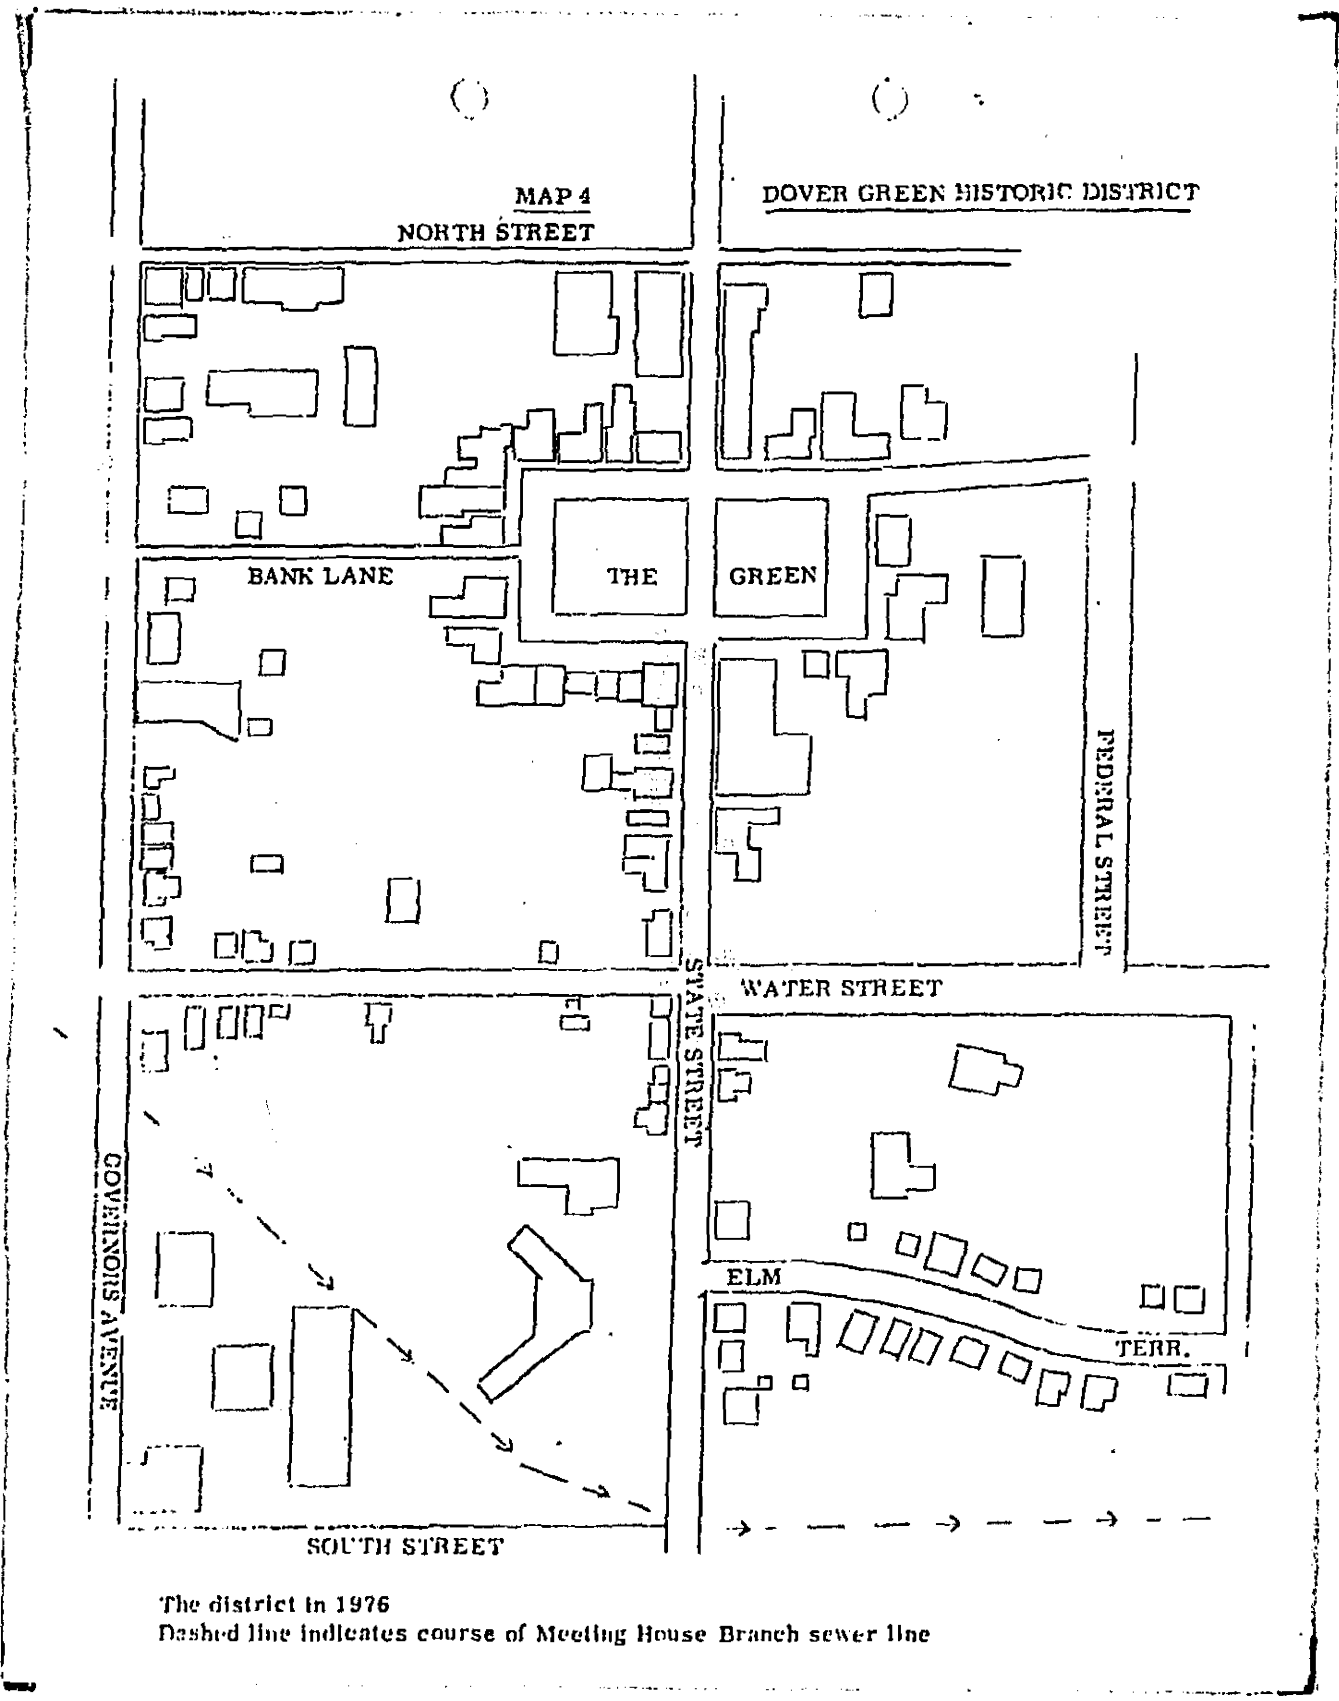 MAP 4
DOVER GREEN HISTORIC DISTRICT
NORTH STREET
BANK LANE
THE
GREEN
FEDERAL STREET
STATE STREET
WATER STREET
GOVERNORS AVENUE
ELM
TERR.
SOUTH STREET
The district in 1976
Dashed line indicates course of Meeting House Branch sewer line